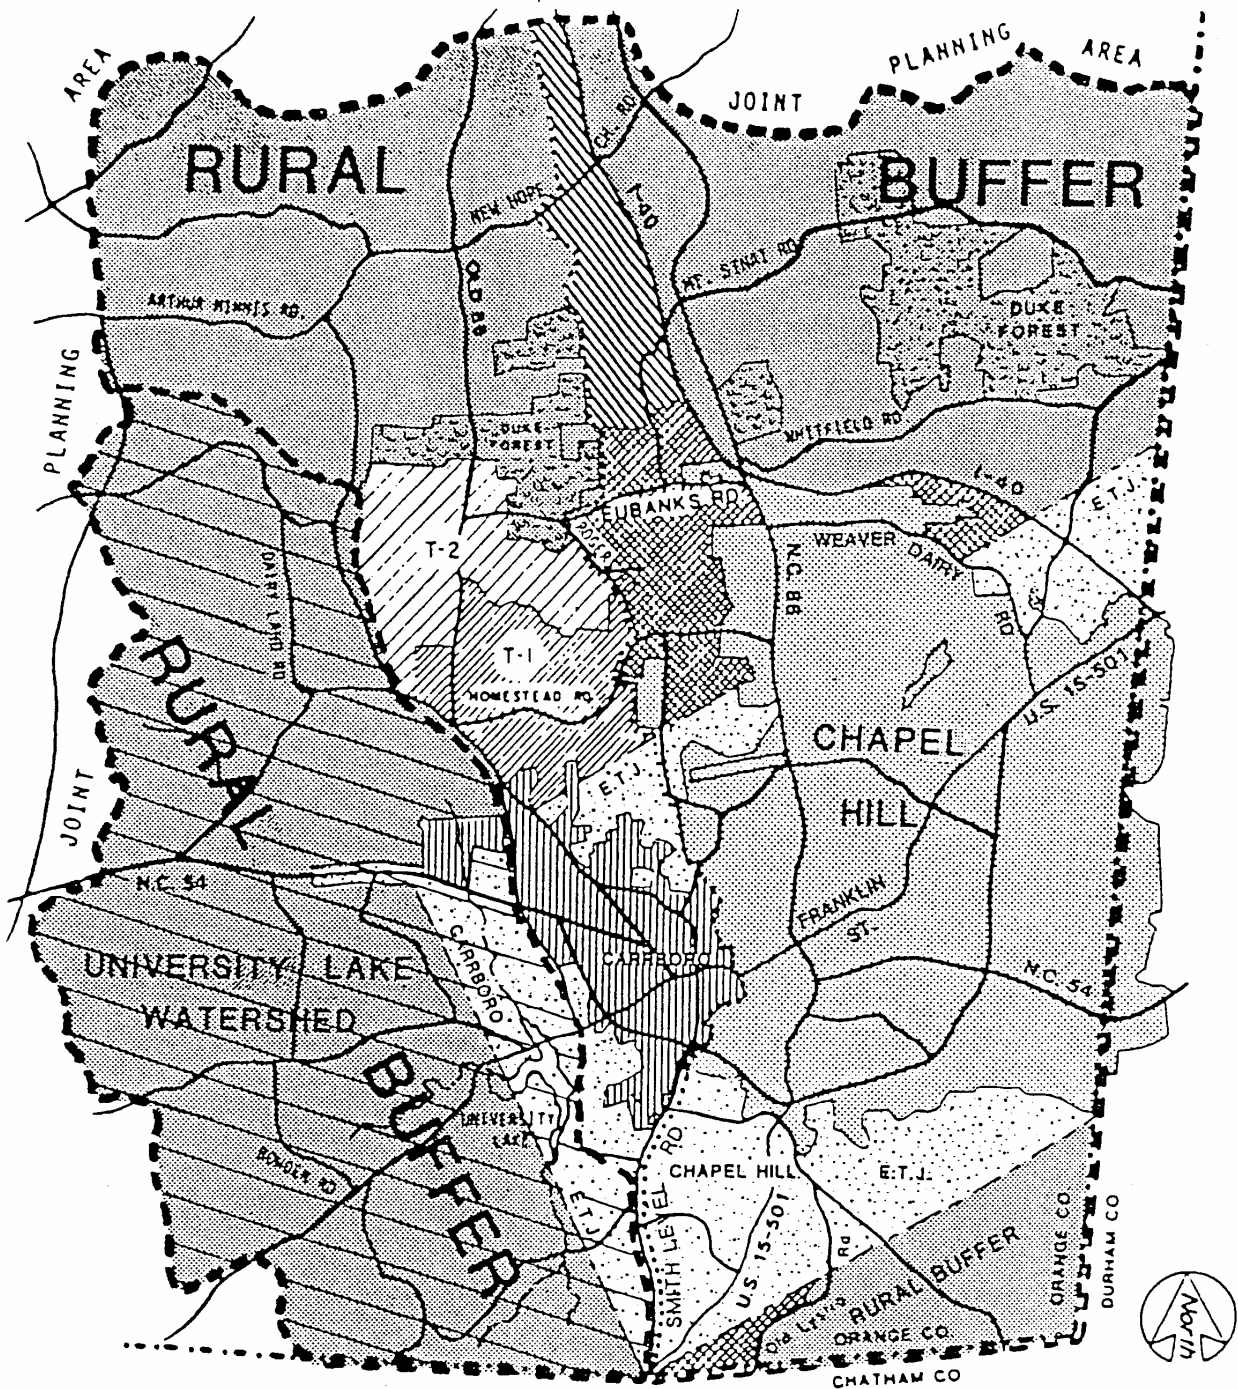 PLANNING AREA
AREA
JOINT
RURAL
BUFFER
NEW HOPE CH. RD
I-40
MT. SINAI RD
OLD 86
ARTHUR MINNIS RD.
DUKE
FOREST
PLANNING
WHITFIELD RD
DUKE
FOREST
I-40
E.T.J.
EUBANKS RD
WEAVER DAIRY RD
T-2
N.C. 86
DAIRY LAND RD
T-1
HOMESTEAD RD.
U.S. 15-501
RURAL
CHAPEL
HILL
E.T.J.
JOINT
N.C. 54
FRANKLIN
ST.
CARRBORO
CARRBORO
UNIVERSITY LAKE
WATERSHED
N.C. 54
BUFFER
UNIVERSITY
LAKE
RD
CHAPEL HILL
E.T.J.
E.T.J.
SMITH LEVEL
U.S. 15-501
Rd
RURAL BUFFER
ORANGE CO
DURHAM CO
Old Lystra
ORANGE CO.
CHATHAM CO
North